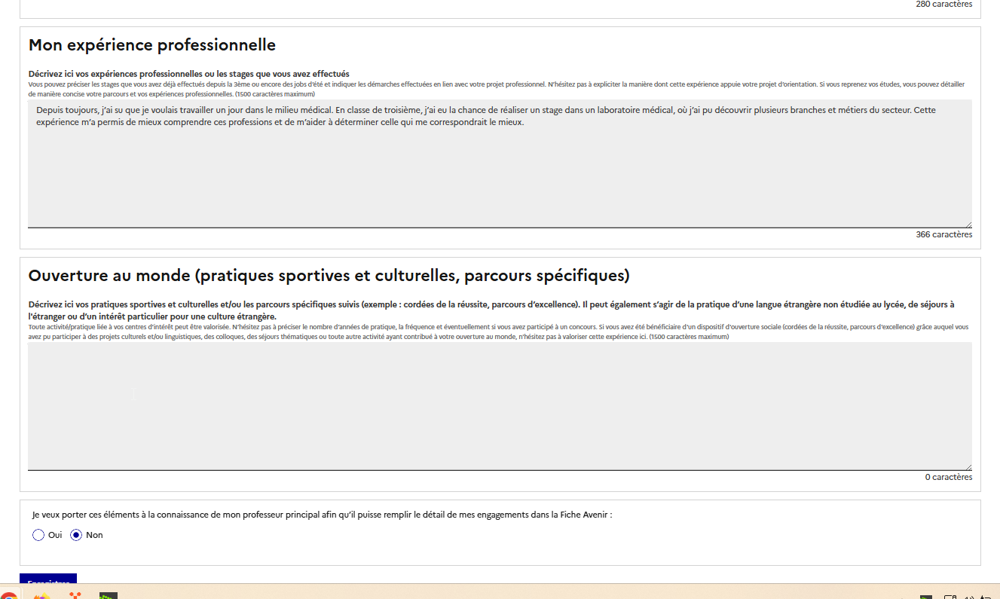 280 caractères
Mon expérience professionnelle
Décrivez ici vos expériences professionnelles ou les stages que vous avez effectués
Vous pouvez préciser les stages que vous avez déjà effectués depuis la 3ème ou encore des jobs d'été et indiquer les démarches effectuées en lien avec votre projet professionnel. N'hésitez pas à expliciter la manière dont cette expérience appuie votre projet d'orientation. Si vous reprenez vos études, vous pouvez détailler
de manière concise votre parcours et vos expériences professionnelles. (1500 caractères maximum)
Depuis toujours, j'ai su que je voulais travailler un jour dans le milieu médical. En classe de troisième, j'ai eu la chance de réaliser un stage dans un laboratoire médical, où j'ai pu découvrir plusieurs branches et métiers du secteur. Cette
expérience m'a permis de mieux comprendre ces professions et de m'aider à déterminer celle qui me correspondrait le mieux.
366 caractères
Ouverture au monde (pratiques sportives et culturelles, parcours spécifiques)
Décrivez ici vos pratiques sportives et culturelles et/ou les parcours spécifiques suivis (exemple : cordées de la réussite, parcours d'excellence). Il peut également s'agir de la pratique d'une langue étrangère non étudiée au lycée, de séjours à
l'étranger ou d'un intérêt particulier pour une culture étrangère.
Toute activité/pratique liée à vos centres d'intérêt peut être valorisée. N'hésitez pas à préciser le nombre d'années de pratique, la fréquence et éventuellement si vous avez participé à un concours. Si vous avez été bénéficiaire d'un dispositif d'ouverture sociale (cordées de la réussite, parcours d'excellence) grâce auquel vous
avez pu participer à des projets culturels et/ou linguistiques, des colloques, des séjours thématiques ou toute autre activité ayant contribué à votre ouverture au monde, n'hésitez pas à valoriser cette expérience ici. (1500 caractères maximum)
0 caractères
Je veux porter ces éléments à la connaissance de mon professeur principal afin qu'il puisse remplir le détail de mes engagements dans la Fiche Avenir :
Oui Non
Enregistrer